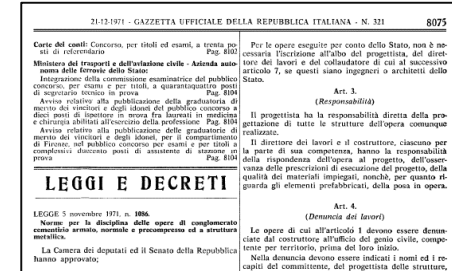 21-12-1971 - GAZZETTA UFFICIALE DELLA REPUBBLICA ITALIANA - N. 321 8075
Corte dei conti: Concorso, per titoli ed esami, a trenta po-
sti di referendario Pag. 8102
Ministero dei trasporti e dell'aviazione civile - Azienda auto-
noma delle ferrovie dello Stato:
Integrazione della commissione esaminatrice del pubblico
concorso, per esami e per titoli, a quarantaquattro posti
di segretario tecnico in prova Pag. 8104
Avviso relativo alla pubblicazione della graduatoria di
merito dei vincitori e degli idonei del pubblico concorso a
dieci posti di ispettore in prova fra laureati in medicina
e chirurgia abilitati all'esercizio della professione Pag. 8104
Avviso relativo alla pubblicazione della graduatoria di
merito dei vincitori e degli idonei, per il compartimento
di Firenze, nel pubblico concorso per esami e per titoli a
complessivi duecento posti di assistente di stazione in
prova Pag. 8104
LEGGI E DECRETI
LEGGE 5 novembre 1971, n. 1086.
Norme per la disciplina delle opere di conglomerato
cementizio armato, normale e precompresso ed a struttura
metallica.
La Camera dei deputati ed il Senato della Repubblica
hanno approvato;
Per le opere eseguite per conto dello Stato, non è ne-
cessaria l'iscrizione all'albo del progettista, del diret-
tore dei lavori e del collaudatore di cui al successivo
articolo 7, se questi siano ingegneri o architetti dello
Stato.
Art. 3.
(Responsabilità)
Il progettista ha la responsabilità diretta della pro-
gettazione di tutte le strutture dell'opera comunque
realizzate.
Il direttore dei lavori e il costruttore, ciascuno per
la parte di sua competenza, hanno la responsabilità
della rispondenza dell'opera al progetto, dell'osser-
vanza delle prescrizioni di esecuzione del progetto, della
qualità dei materiali impiegati, nonchè, per quanto ri-
guarda gli elementi prefabbricati, della posa in opera.
Art. 4.
(Denuncia dei lavori)
Le opere di cui all'articolo 1 devono essere denun-
ciate dal costruttore all'ufficio del genio civile, compe-
tente per territorio, prima del loro inizio.
Nella denuncia devono essere indicati i nomi ed i re-
capiti del committente, del progettista delle strutture,